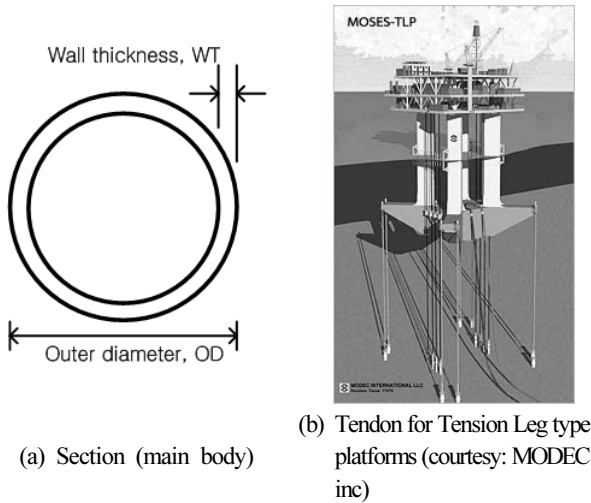 Wall thickness, WT
Outer diameter, OD
(a) Section (main body)
MOSES-TLP
MODEC INTERNATIONAL LLC
(b) Tendon for Tension Leg type
platforms (courtesy: MODEC
inc)